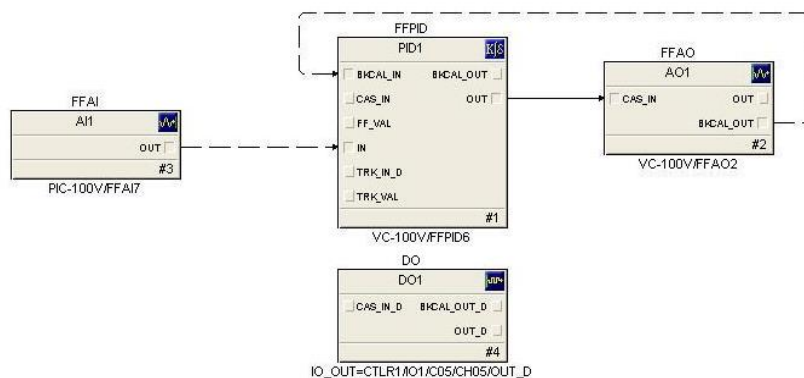 FFAI
AI1
OUT
#3
PIC-100V/FFAI7
FFPID
PID1
BKCAL_IN BKCAL_OUT
CAS_IN OUT
FF_VAL
IN
TRK_IN_D
TRK_VAL
#1
VC-100V/FFPID6
FFAO
AO1
CAS_IN OUT
BKCAL_OUT
#2
VC-100V/FFAO2
DO
DO1
CAS_IN_D BKCAL_OUT_D
OUT_D
#4
IO_OUT=CTLR1/IO1/C05/CH05/OUT_D